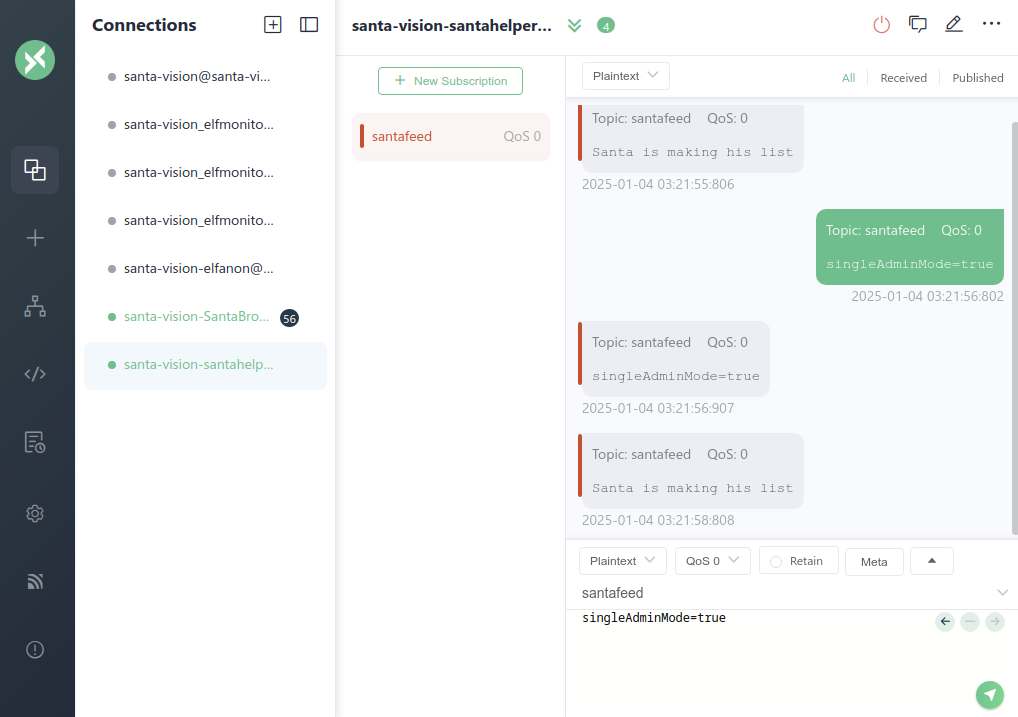 Connections
santa-vision@santa-vi...
santa-vision_elfmonito...
santa-vision_elfmonito...
santa-vision_elfmonito...
santa-vision-elfanon@...
santa-vision-SantaBro... 56
santa-vision-santahelp...
santa-vision-santahelper... 4
+ New Subscription
santafeed QoS 0
Plaintext All Received Published
Topic: santafeed QoS: 0
Santa is making his list
2025-01-04 03:21:55:806
Topic: santafeed QoS: 0
singleAdminMode=true
2025-01-04 03:21:56:802
Topic: santafeed QoS: 0
singleAdminMode=true
2025-01-04 03:21:56:907
Topic: santafeed QoS: 0
Santa is making his list
2025-01-04 03:21:58:808
Plaintext QoS 0 Retain Meta
santafeed
singleAdminMode=true